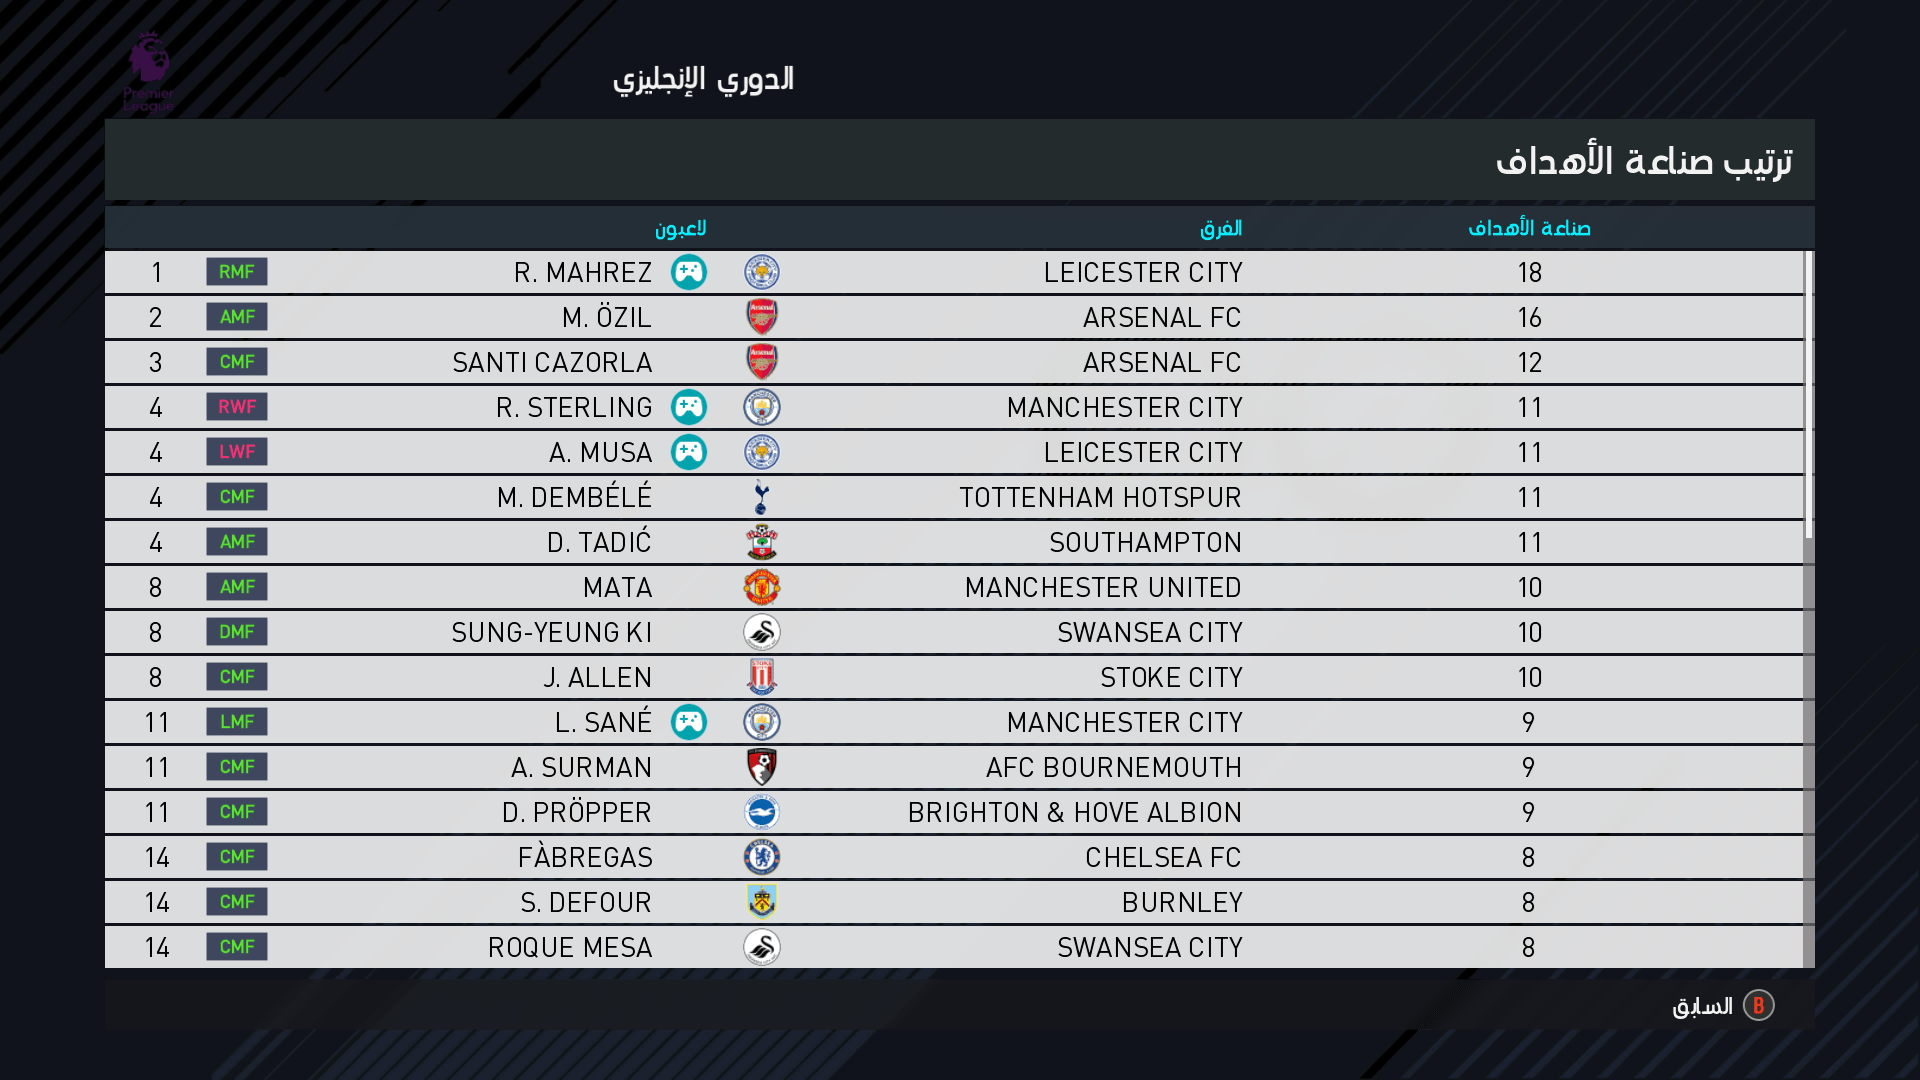 Premier
League
الدوري الإنجليزي
ترتيب صناعة الأهداف
لاعبون الفرق صناعة الأهداف
1 RMF R. MAHREZ LEICESTER CITY 18
2 AMF M. ÖZIL ARSENAL FC 16
3 CMF SANTI CAZORLA ARSENAL FC 12
4 RWF R. STERLING MANCHESTER CITY 11
4 LWF A. MUSA LEICESTER CITY 11
4 CMF M. DEMBÉLÉ TOTTENHAM HOTSPUR 11
4 AMF D. TADIĆ SOUTHAMPTON 11
8 AMF MATA MANCHESTER UNITED 10
8 DMF SUNG-YEUNG KI SWANSEA CITY 10
8 CMF J. ALLEN STOKE CITY 10
11 LMF L. SANÉ MANCHESTER CITY 9
11 CMF A. SURMAN AFC BOURNEMOUTH 9
11 CMF D. PRÖPPER BRIGHTON & HOVE ALBION 9
14 CMF FÀBREGAS CHELSEA FC 8
14 CMF S. DEFOUR BURNLEY 8
14 CMF ROQUE MESA SWANSEA CITY 8
B السابق